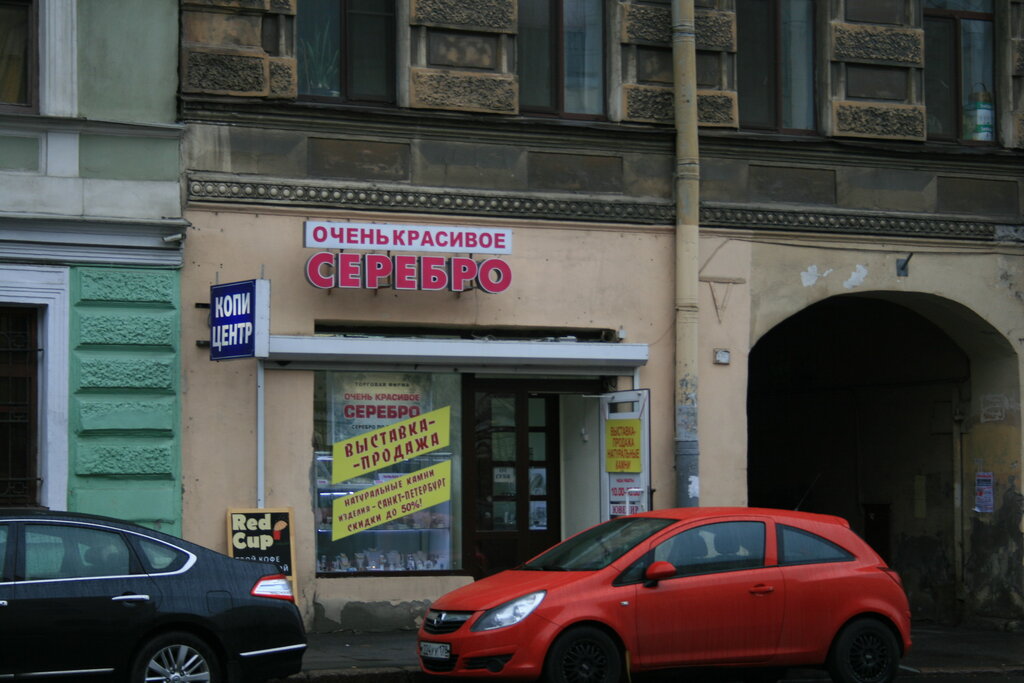 ОЧЕНЬ КРАСИВОЕ
СЕРЕБРО
КОПИ
ЦЕНТР
ТОРГОВАЯ ФИРМА
ОЧЕНЬ КРАСИВОЕ
СЕРЕБРО
ВЫСТАВКА-
-ПРОДАЖА
НАТУРАЛЬНЫЕ КАМНИ
ИЗДЕЛИЯ - САНКТ-ПЕТЕРБУРГ
СКИДКИ ДО 50%!
ВЫСТАВКА-
ПРОДАЖА
НАТУРАЛЬНЫЕ
КАМНИ
Red
Cup